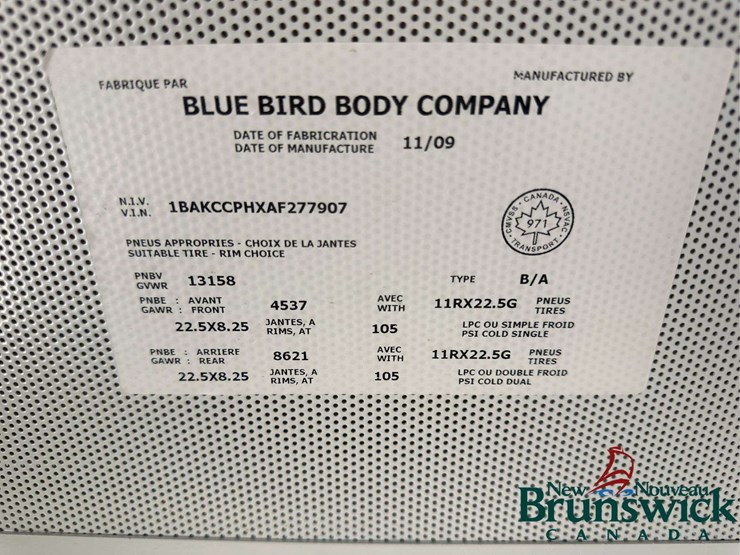 FABRIQUE PAR MANUFACTURED BY
BLUE BIRD BODY COMPANY
DATE OF FABRICRATION
DATE OF MANUFACTURE 11/09
N.I.V.
V.I.N. 1BAKCCPHXAF277907
CANADA
CMVSS NSVAC
971
TRANSPORT
PNEUS APPROPRIES - CHOIX DE LA JANTES
SUITABLE TIRE - RIM CHOICE
PNBV
GVWR 13158 TYPE B/A
PNBE : AVANT
GAWR : FRONT 4537 AVEC
WITH 11RX22.5G PNEUS
TIRES
22.5X8.25 JANTES, A
RIMS, AT 105 LPC OU SIMPLE FROID
PSI COLD SINGLE
PNBE : ARRIERE
GAWR : REAR 8621 AVEC
WITH 11RX22.5G PNEUS
TIRES
22.5X8.25 JANTES, A
RIMS, AT 105 LPC OU DOUBLE FROID
PSI COLD DUAL
New Nouveau
Brunswick
CANADA